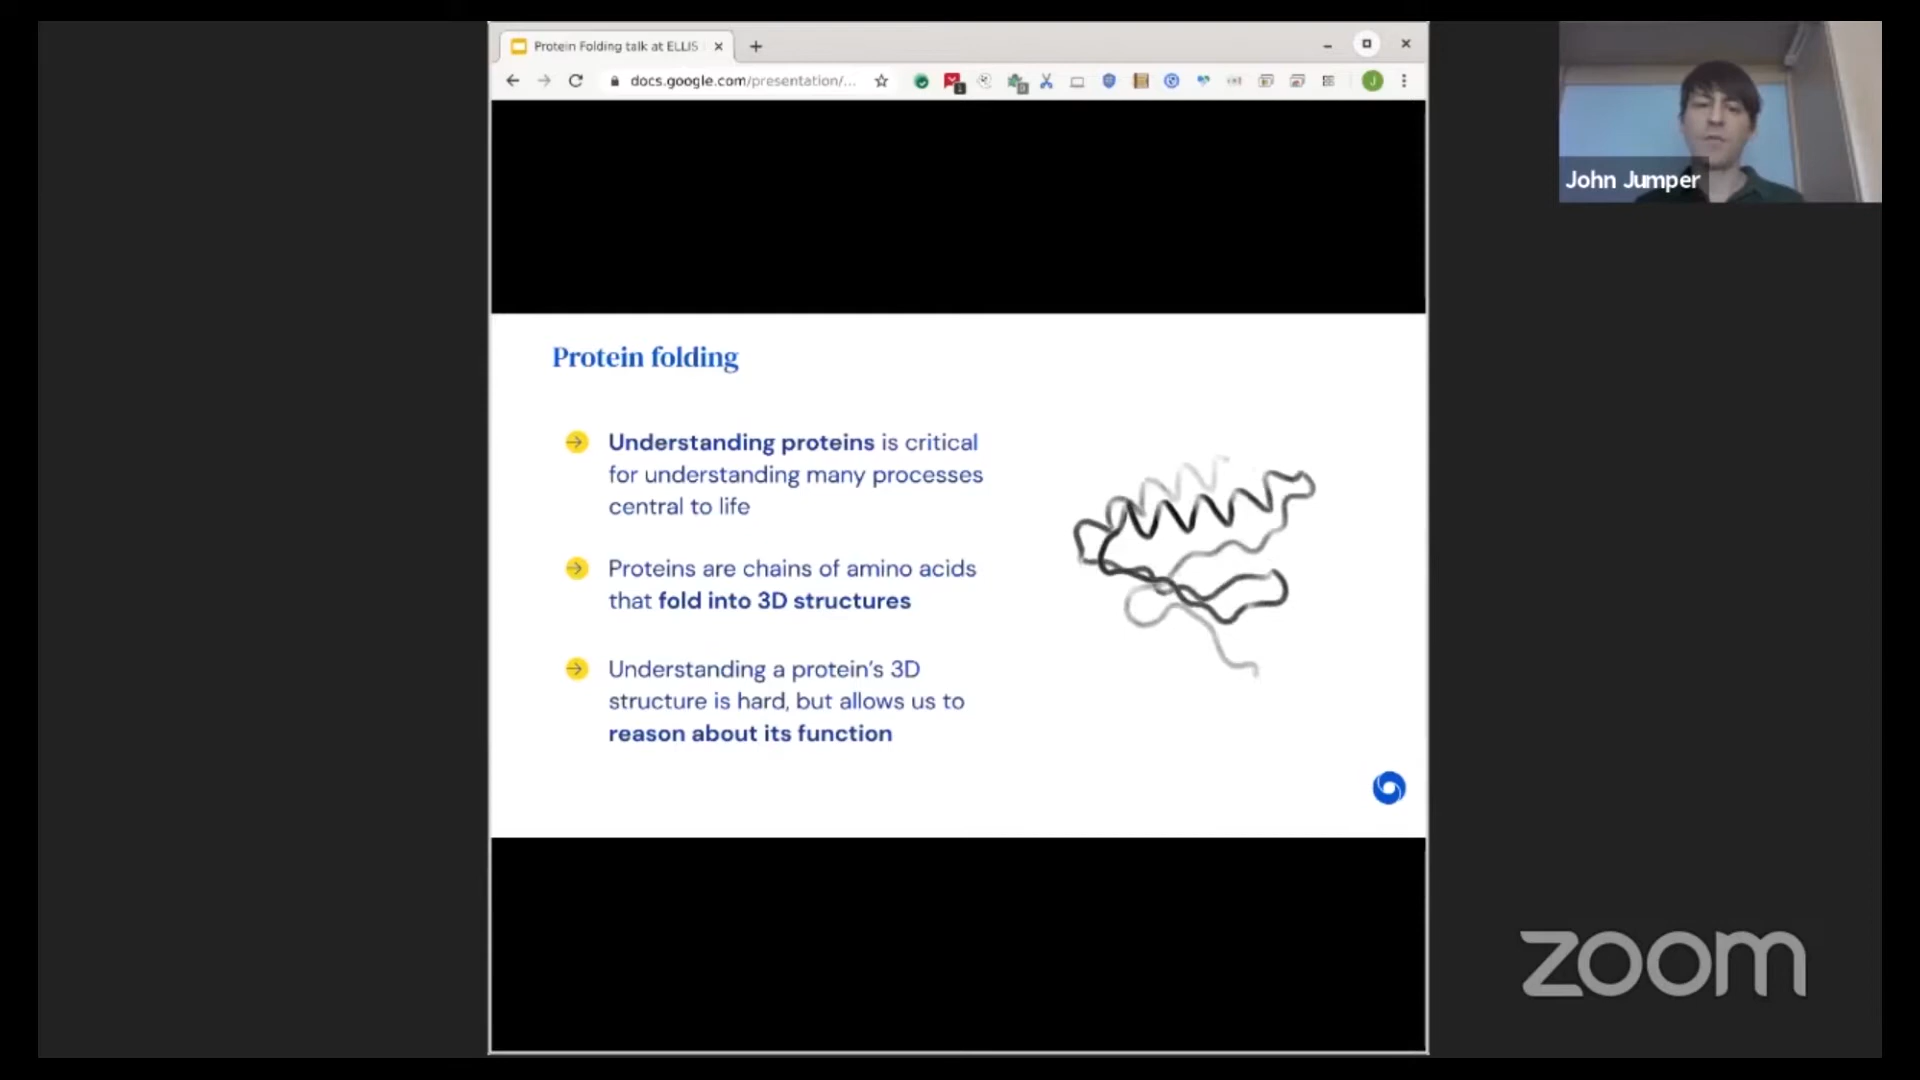 Protein Folding talk at ELLIS
docs.google.com/presentation/...
J
John Jumper
Protein folding
Understanding proteins is critical
for understanding many processes
central to life
Proteins are chains of amino acids
that fold into 3D structures
Understanding a protein's 3D
structure is hard, but allows us to
reason about its function
zoom